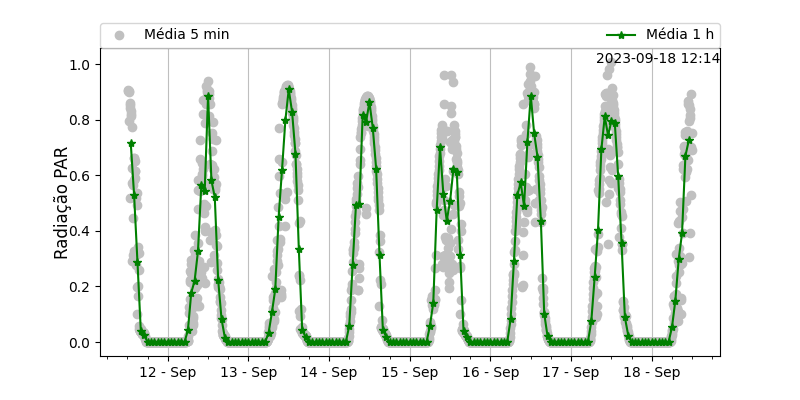 Média 5 min
Média 1 h
2023-09-18 12:14
Radiação PAR
1.0
0.8
0.6
0.4
0.2
0.0
12 - Sep
13 - Sep
14 - Sep
15 - Sep
16 - Sep
17 - Sep
18 - Sep